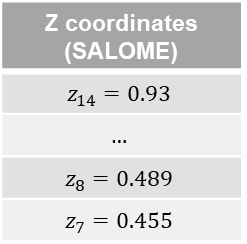 Z coordinates
(SALOME)
z₁₄ = 0.93
...
z₈ = 0.489
z₇ = 0.455